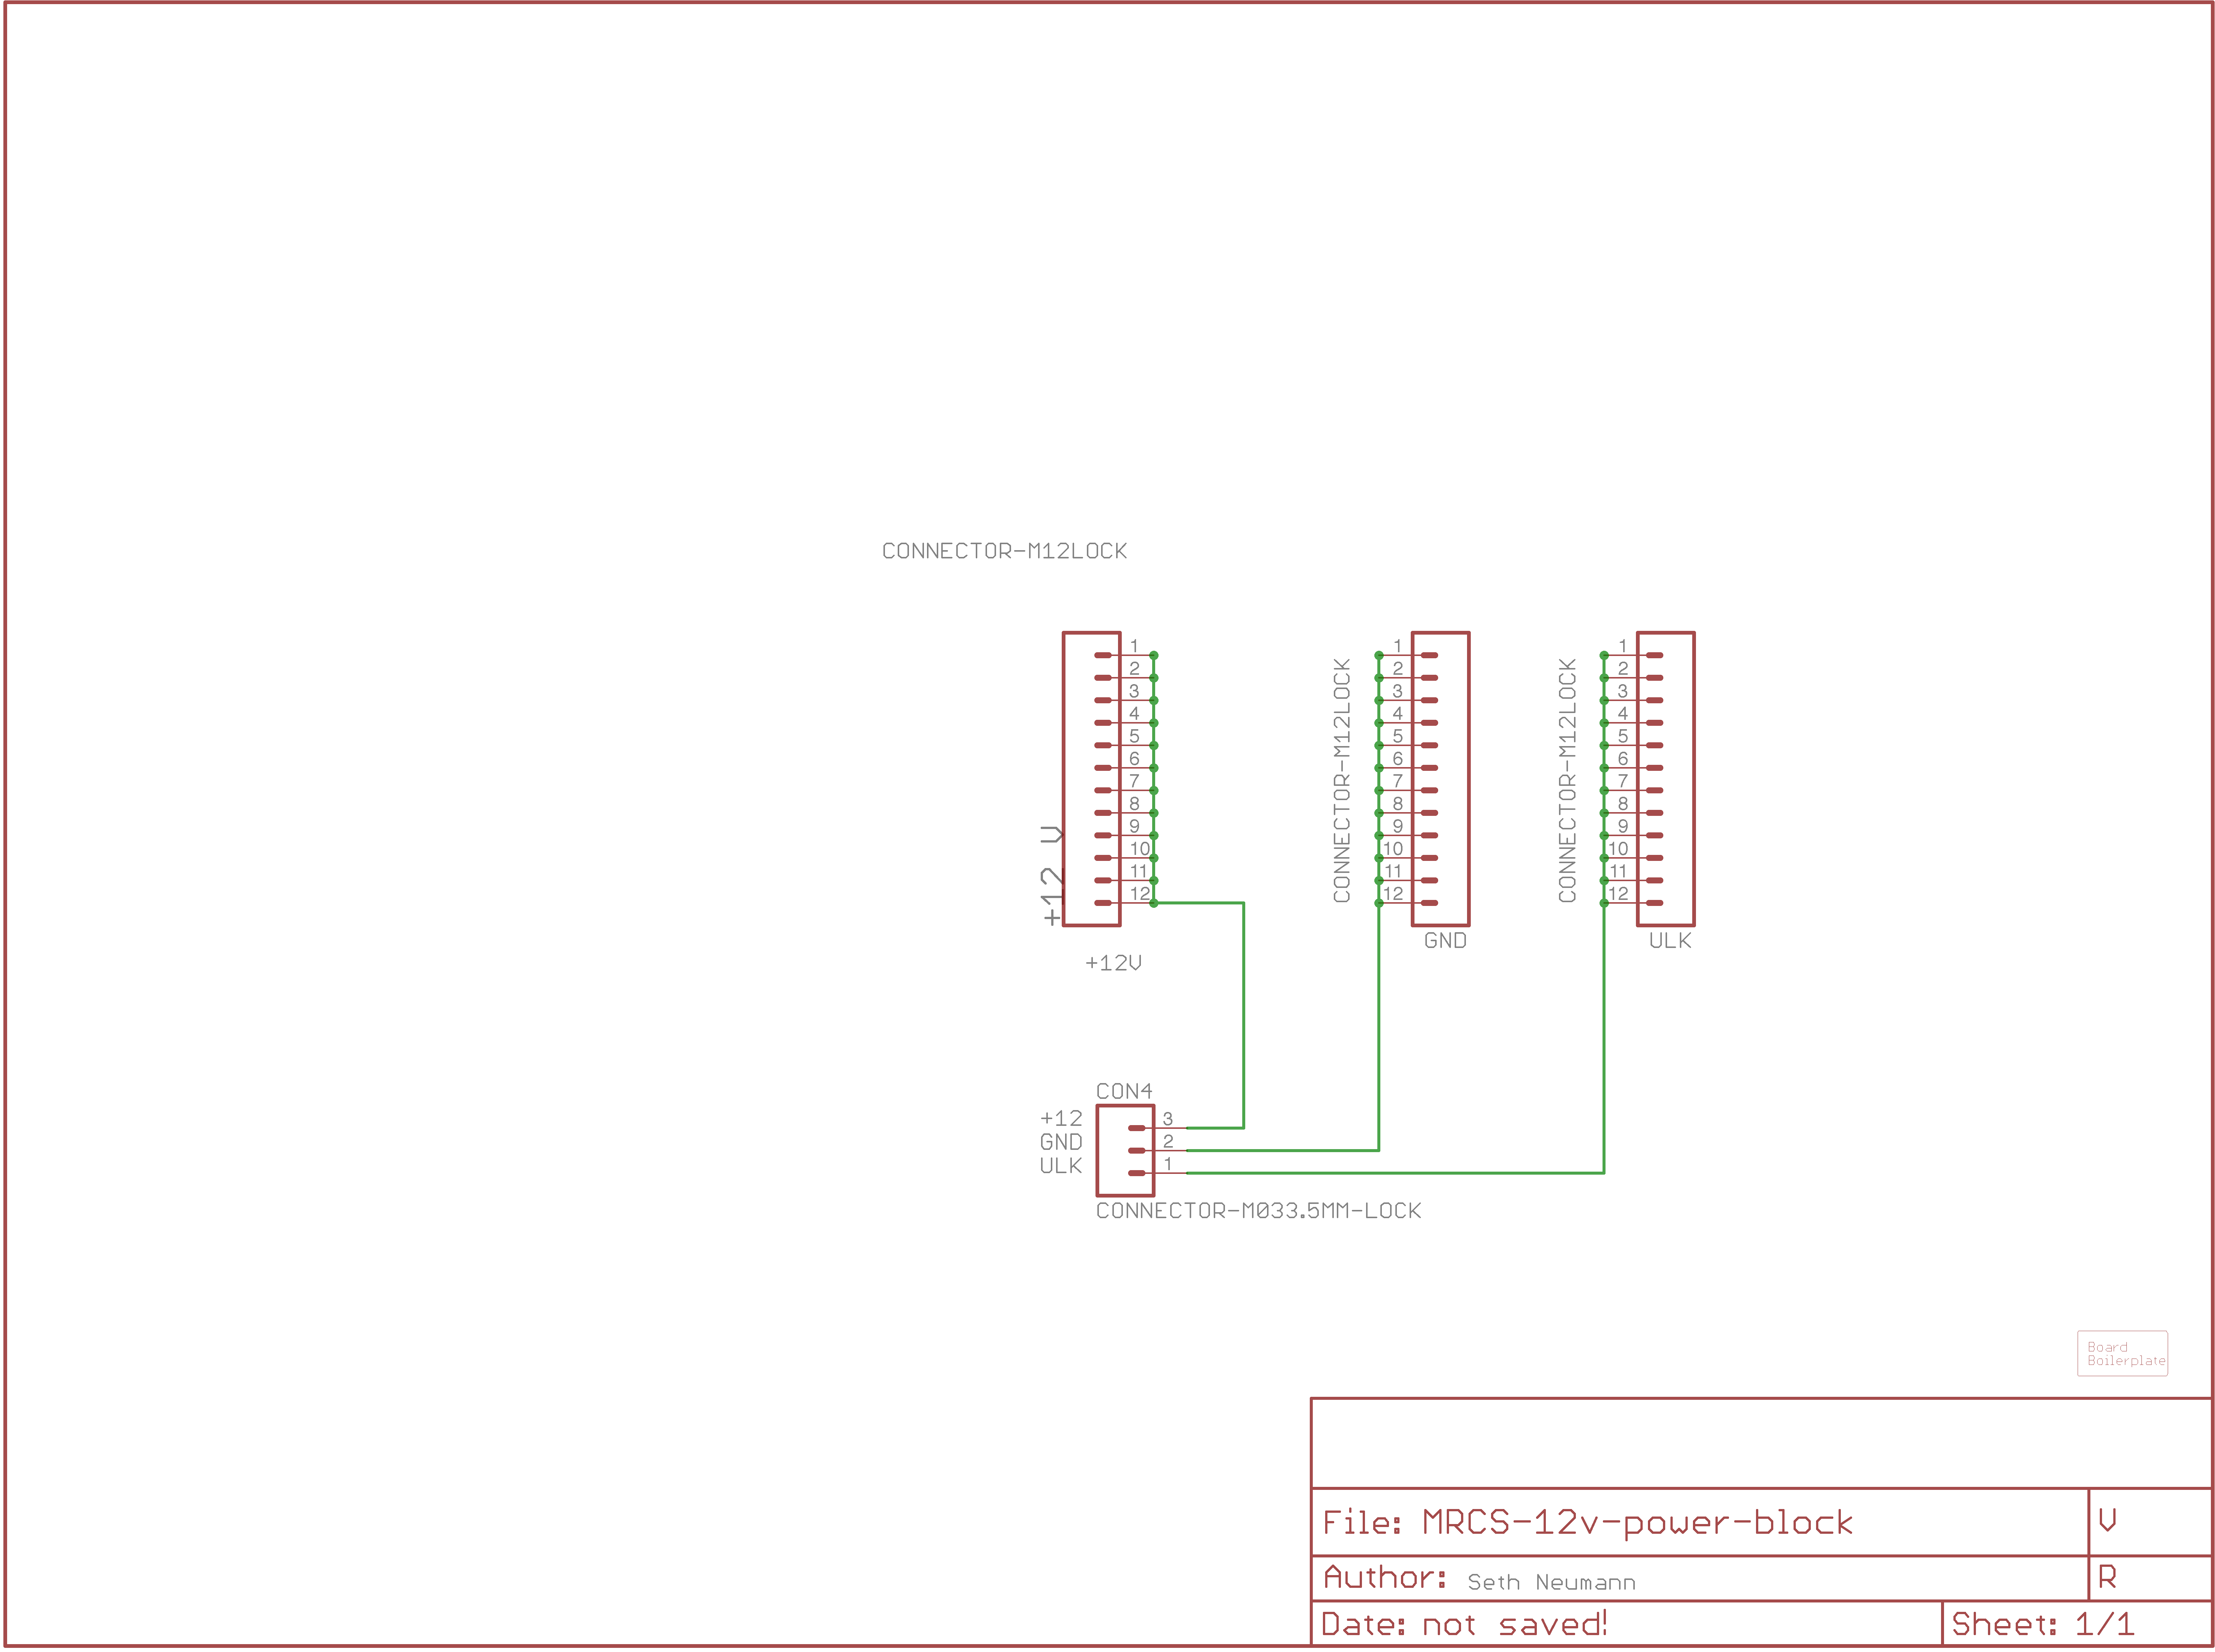 CONNECTOR-M12LOCK
1
2
3
4
5
6
7
8
9
10
11
12
+12 V
+12V
CONNECTOR-M12LOCK
1
2
3
4
5
6
7
8
9
10
11
12
GND
CONNECTOR-M12LOCK
1
2
3
4
5
6
7
8
9
10
11
12
ULK
CON4
+12
GND
ULK
3
2
1
CONNECTOR-M033.5MM-LOCK
Board
Boilerplate
File: MRCS-12v-power-block
V
Author: Seth Neumann
R
Date: not saved!
Sheet: 1/1